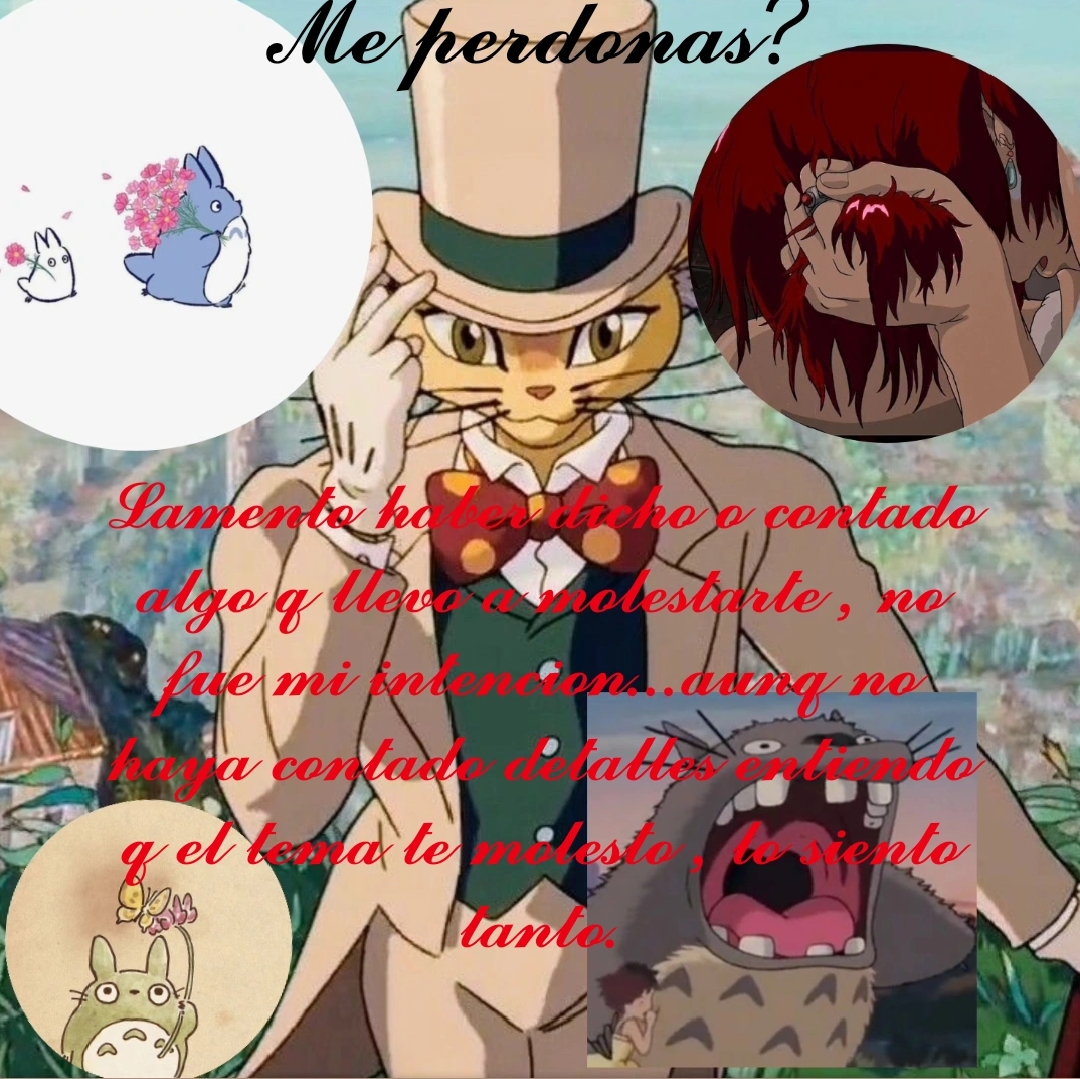 Me perdonas?
Lamento haber dicho o contado
algo q llevo a molestarte, no
fue mi intencion...aunq no
haya contado detalles entiendo
q el tema te molesto, lo siento
tanto.